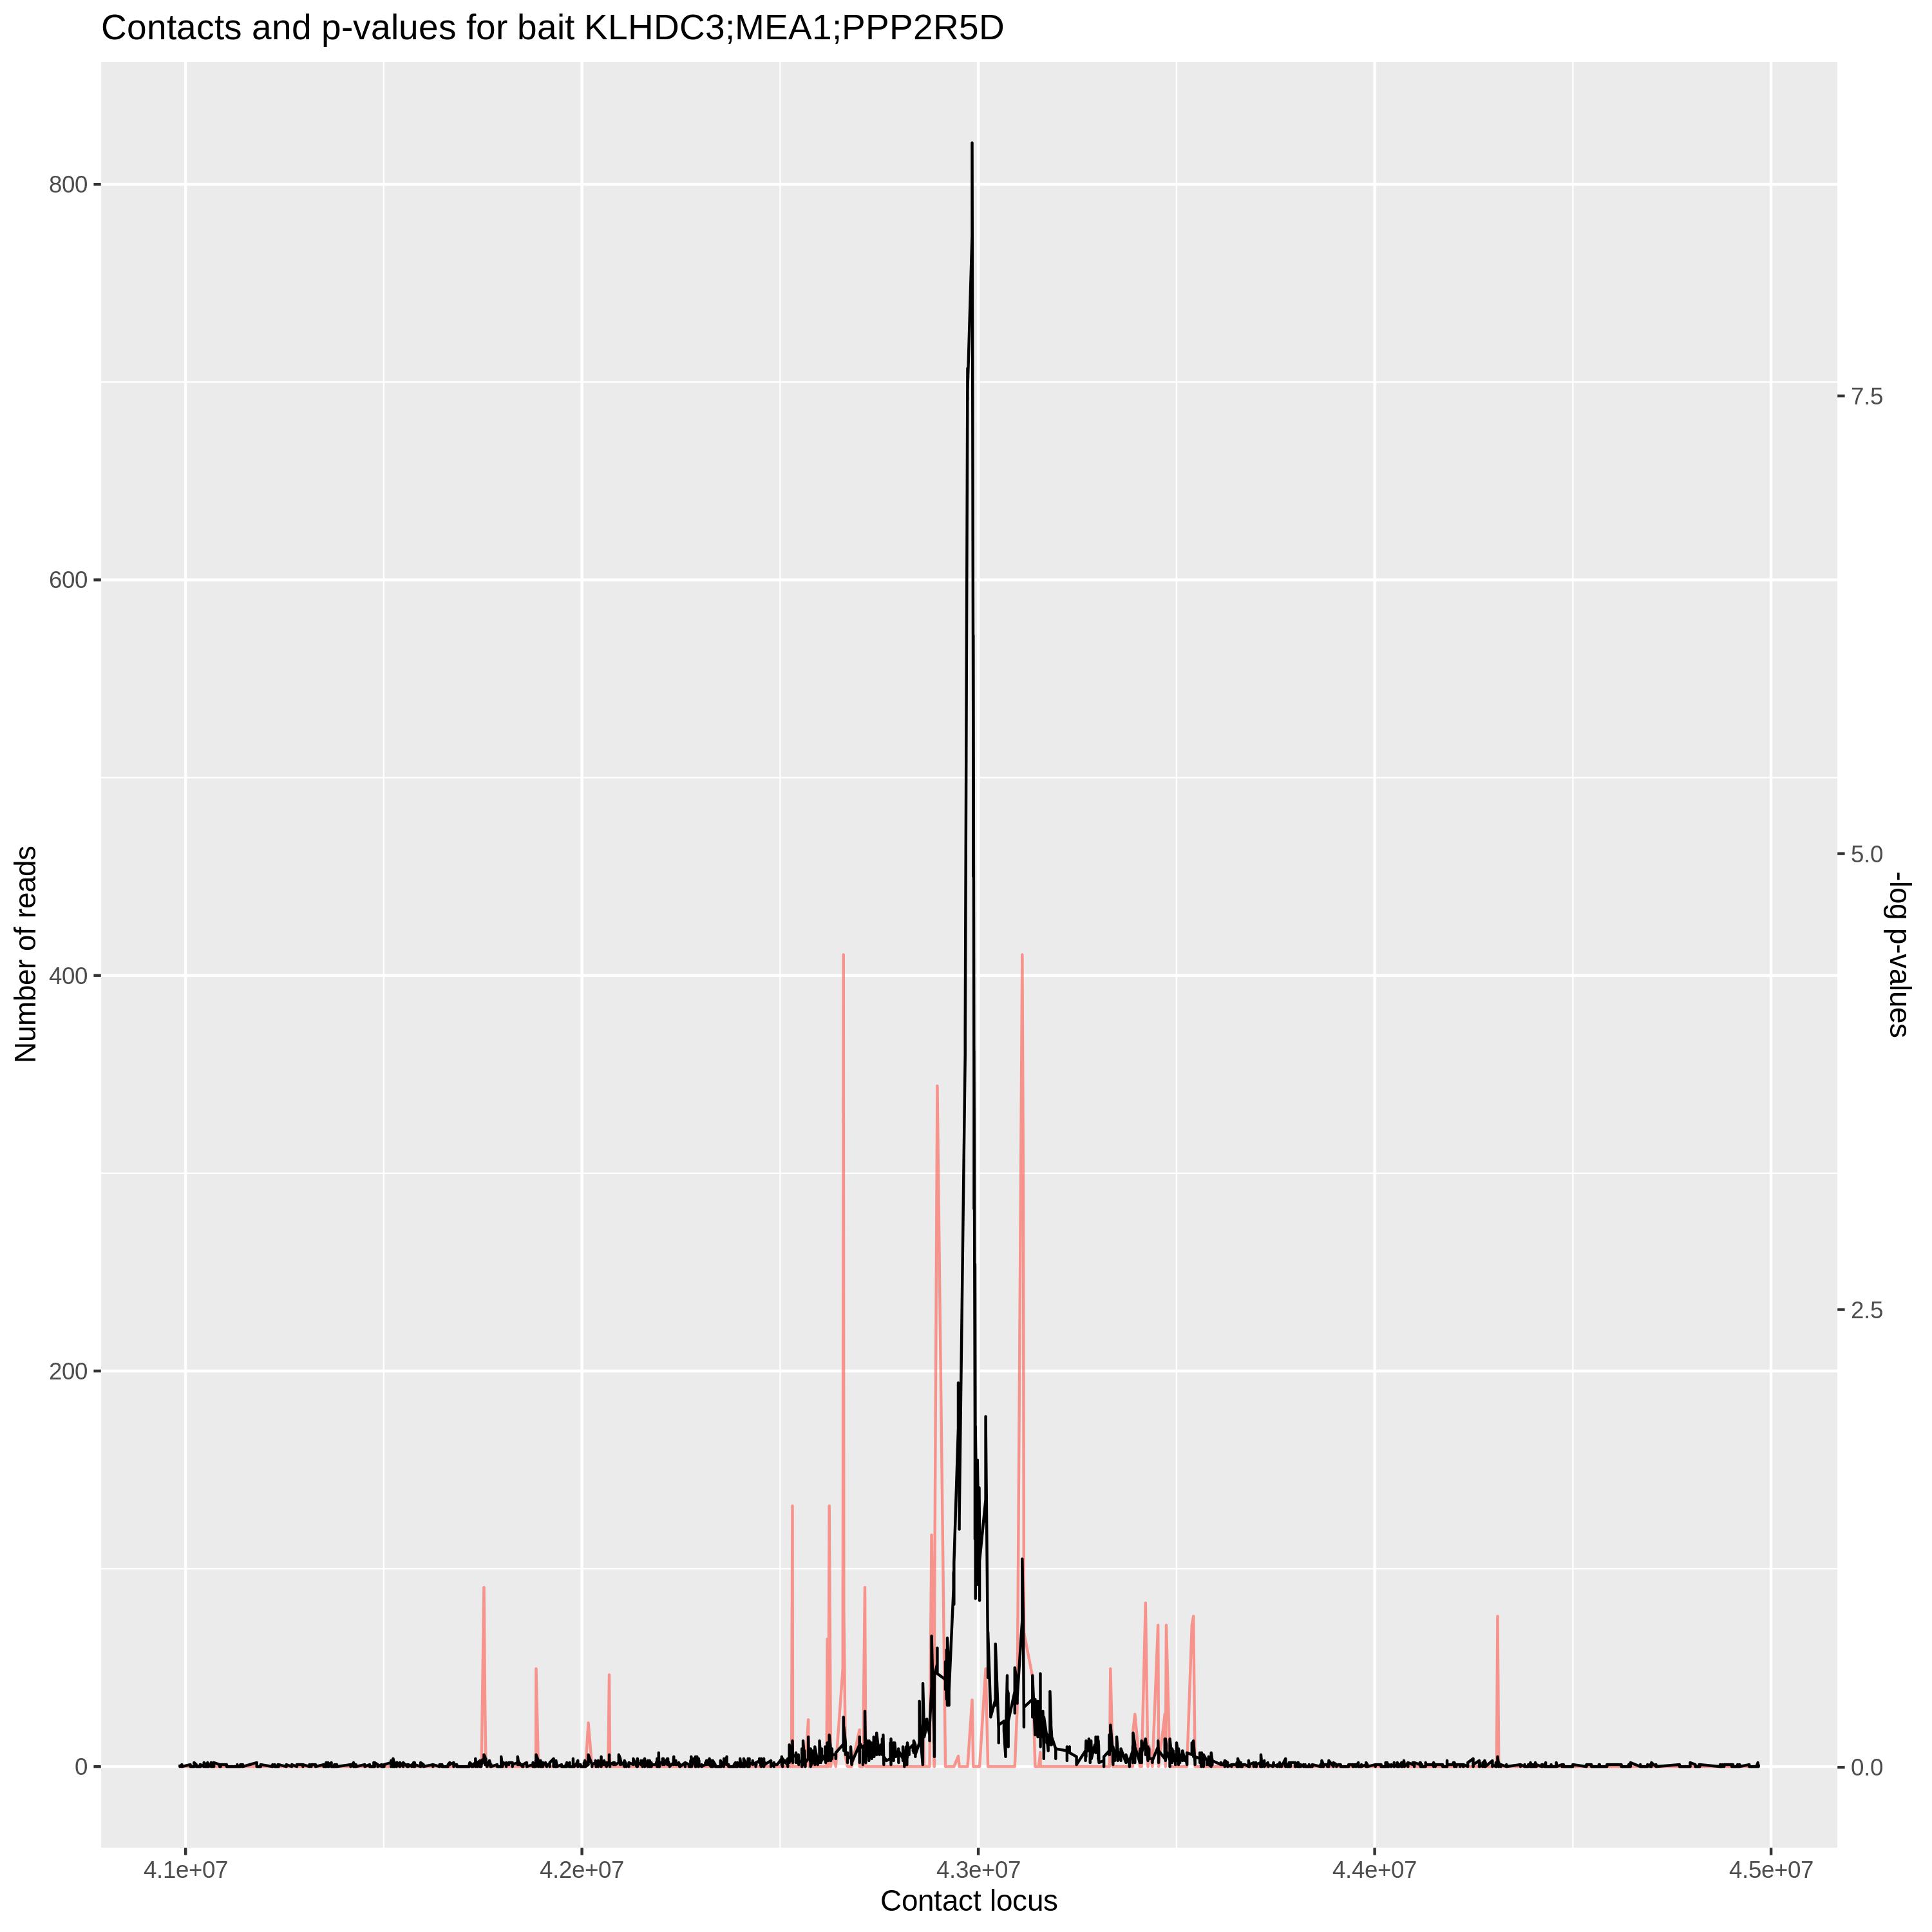 Contacts and p-values for bait KLHDC3;MEA1;PPP2R5D
800
600
400
200
0
Number of reads
7.5
5.0
2.5
0.0
-log p-values
4.1e+07
4.2e+07
4.3e+07
4.4e+07
4.5e+07
Contact locus